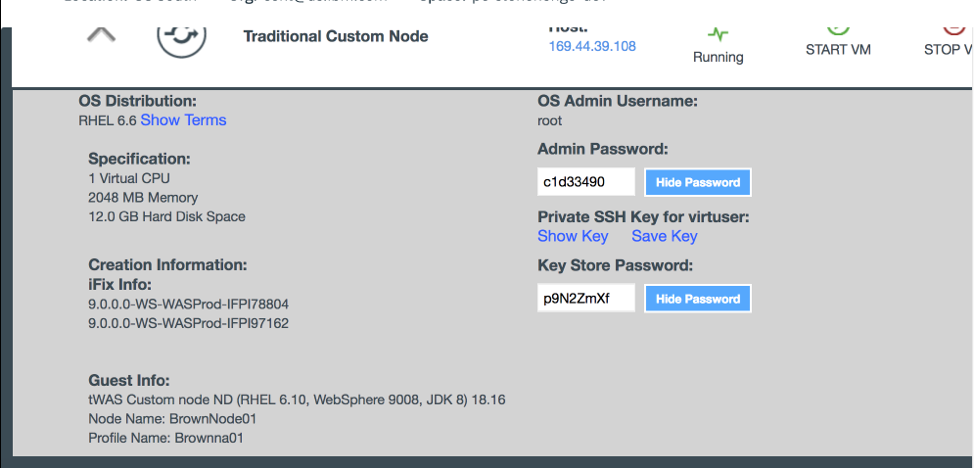 Traditional Custom Node
Host:
169.44.39.108
Running
START VM
STOP V
OS Distribution:
RHEL 6.6 Show Terms
Specification:
1 Virtual CPU
2048 MB Memory
12.0 GB Hard Disk Space
Creation Information:
iFix Info:
9.0.0.0-WS-WASProd-IFPI78804
9.0.0.0-WS-WASProd-IFPI97162
Guest Info:
tWAS Custom node ND (RHEL 6.10, WebSphere 9008, JDK 8) 18.16
Node Name: BrownNode01
Profile Name: Brownna01
OS Admin Username:
root
Admin Password:
c1d33490 Hide Password
Private SSH Key for virtuser:
Show Key Save Key
Key Store Password:
p9N2ZmXf Hide Password